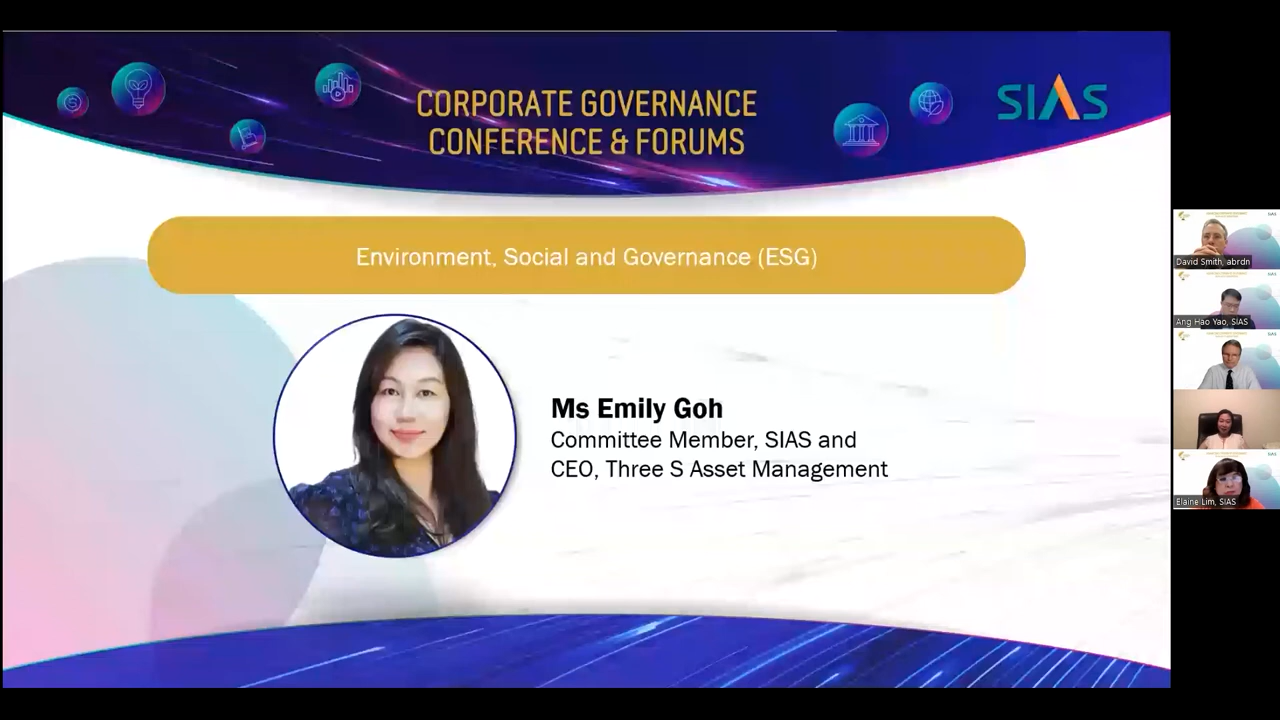 CORPORATE GOVERNANCE
CONFERENCE & FORUMS
SIAS
Environment, Social and Governance (ESG)
Ms Emily Goh
Committee Member, SIAS and
CEO, Three S Asset Management
David Smith, abrdn
Ang Hao Yao, SIAS
Elaine Lim, SIAS